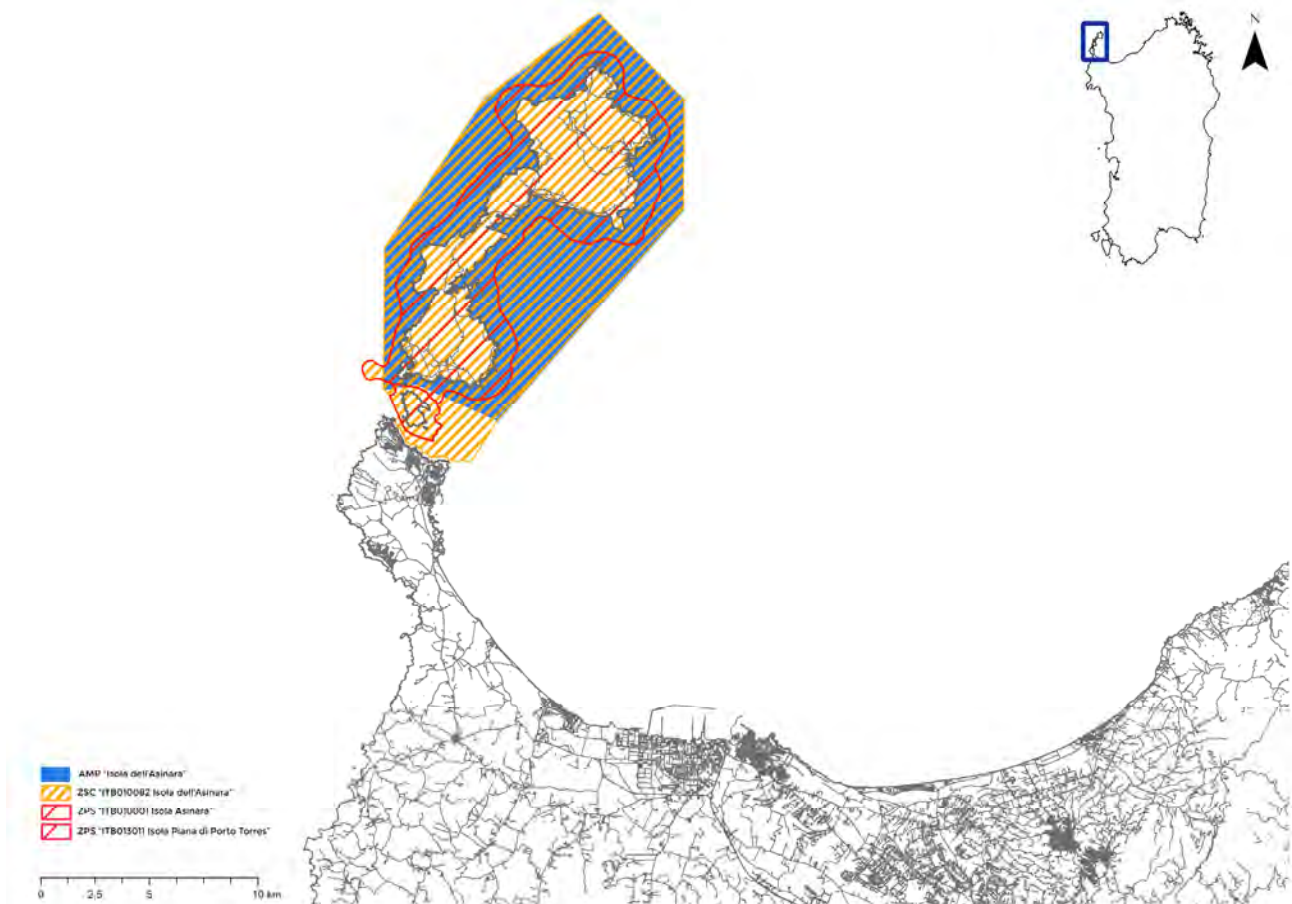 N
AMP "Isola dell'Asinara"
ZSC "ITB010082 Isola dell'Asinara"
ZPS "ITB010001 Isola Asinara"
ZPS "ITB013011 Isola Piana di Porto Torres"
0 2,5 5 10 km